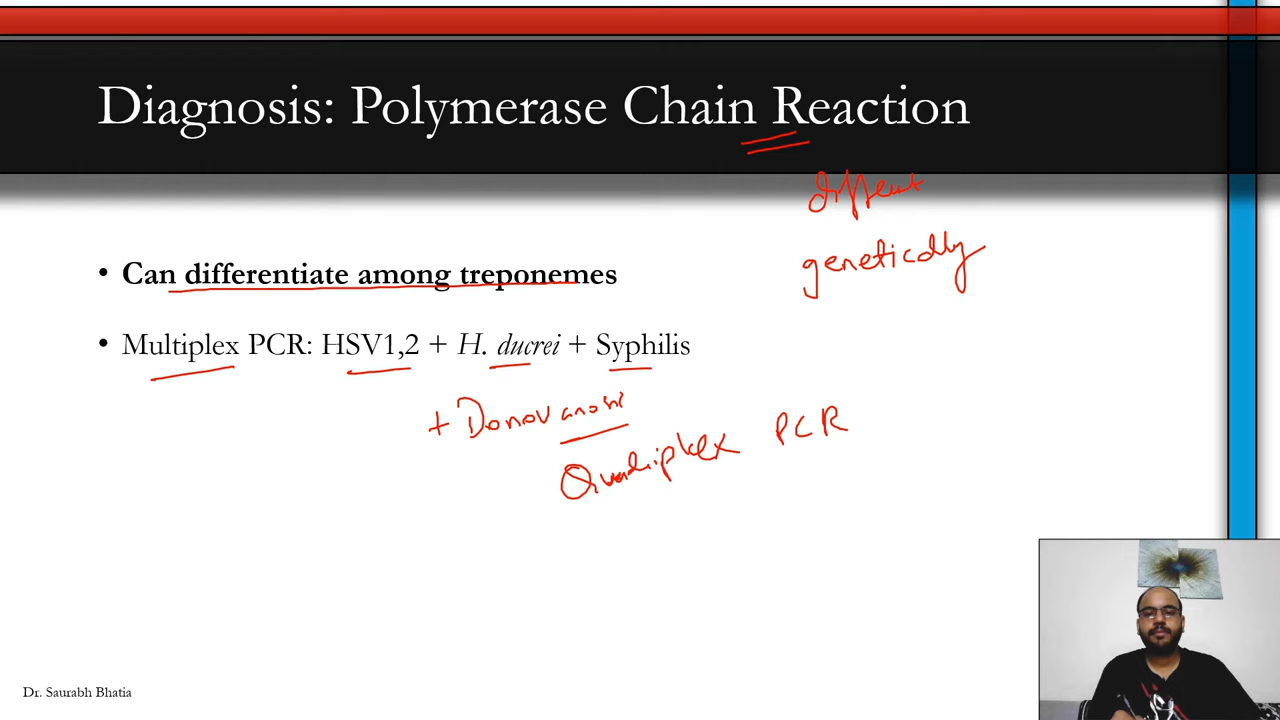 Diagnosis: Polymerase Chain Reaction
genetically
• Can differentiate among treponemes
• Multiplex PCR: HSV1,2 + H. ducrei + Syphilis
+ Donovanosis
Quadriplex PCR
Dr. Saurabh Bhatia